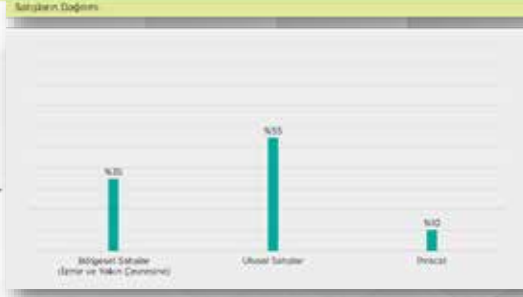 Satışların Dağılımı
%35
%55
%10
Bölgesel Satışlar
(İzmir ve Yakın Çevresine)
Ulusal Satışlar
İhracat